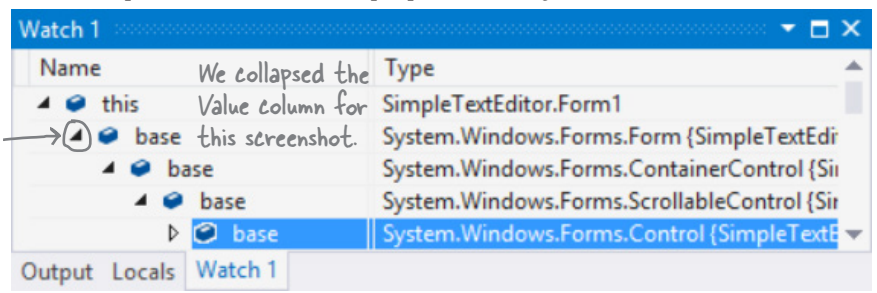 Watch 1
Name Type
We collapsed the
Value column for
this screenshot.
this SimpleTextEditor.Form1
base System.Windows.Forms.Form {SimpleTextEdi
base System.Windows.Forms.ContainerControl {Si
base System.Windows.Forms.ScrollableControl {Sir
base System.Windows.Forms.Control {SimpleTextE
Output Locals Watch 1